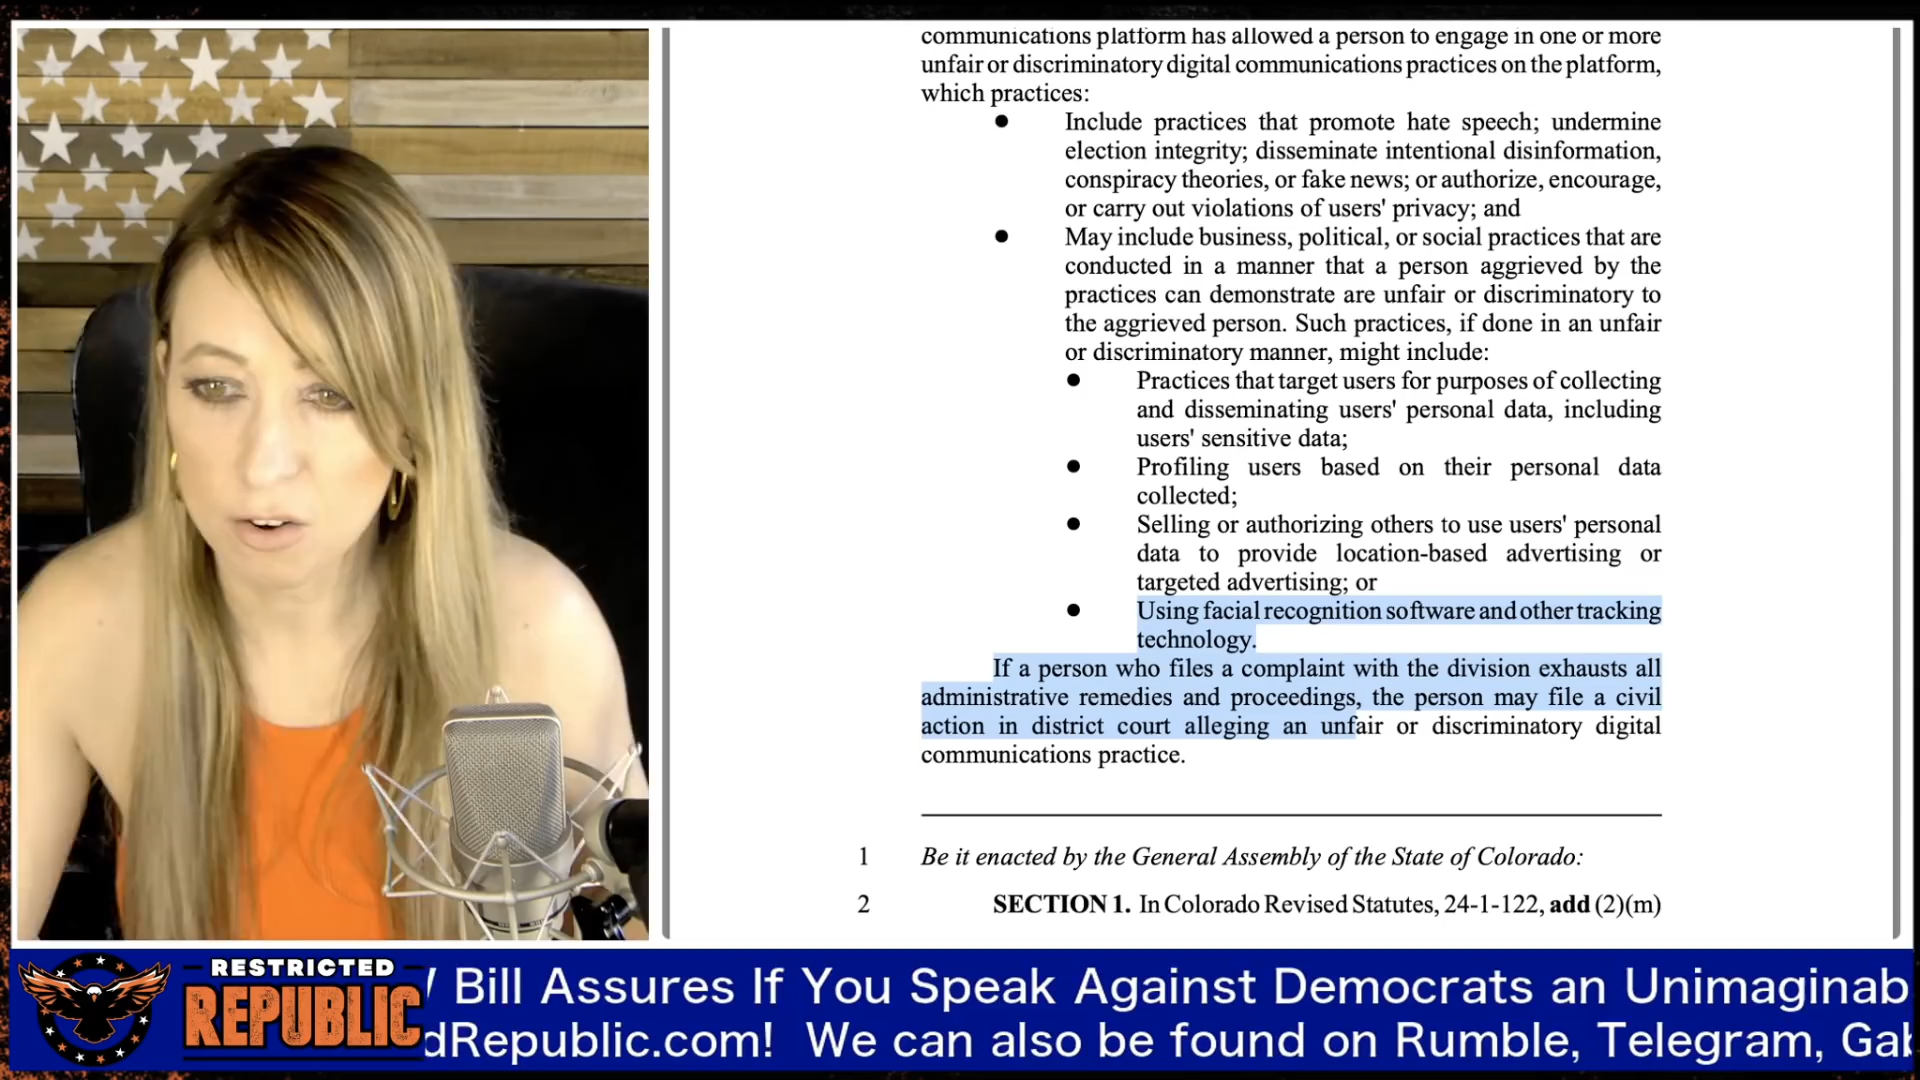 communications platform has allowed a person to engage in one or more
unfair or discriminatory digital communications practices on the platform,
which practices:
● Include practices that promote hate speech; undermine
election integrity; disseminate intentional disinformation,
conspiracy theories, or fake news; or authorize, encourage,
or carry out violations of users' privacy; and
● May include business, political, or social practices that are
conducted in a manner that a person aggrieved by the
practices can demonstrate are unfair or discriminatory to
the aggrieved person. Such practices, if done in an unfair
or discriminatory manner, might include:
● Practices that target users for purposes of collecting
and disseminating users' personal data, including
users' sensitive data;
● Profiling users based on their personal data
collected;
● Selling or authorizing others to use users' personal
data to provide location-based advertising or
targeted advertising; or
● Using facial recognition software and other tracking
technology.
If a person who files a complaint with the division exhausts all
administrative remedies and proceedings, the person may file a civil
action in district court alleging an unfair or discriminatory digital
communications practice.
1 Be it enacted by the General Assembly of the State of Colorado:
2 SECTION 1. In Colorado Revised Statutes, 24-1-122, add (2)(m)
RESTRICTED
REPUBLIC
Bill Assures If You Speak Against Democrats an Unimaginab
dRepublic.com! We can also be found on Rumble, Telegram, Gab